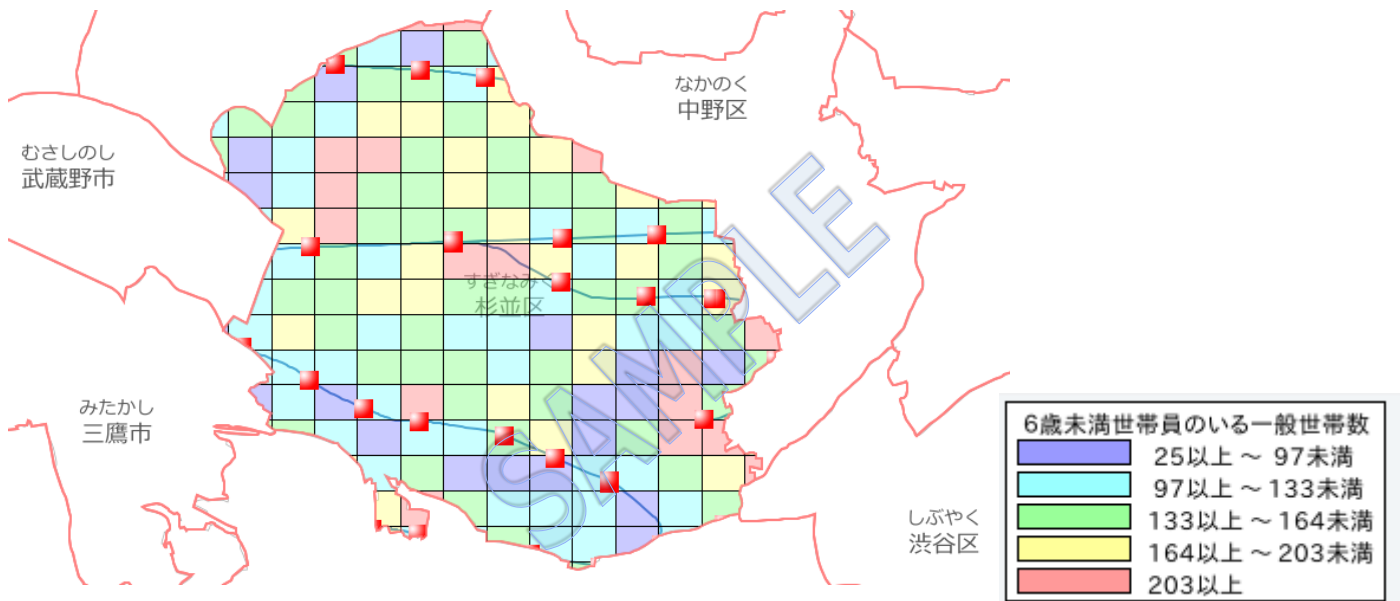 なかのく
中野区
むさしのし
武蔵野市
すぎなみく
杉並区
SAMPLE
みたかし
三鷹市
しぶやく
渋谷区
6歳未満世帯員のいる一般世帯数
25以上 ～ 97未満
97以上 ～ 133未満
133以上 ～ 164未満
164以上 ～ 203未満
203以上